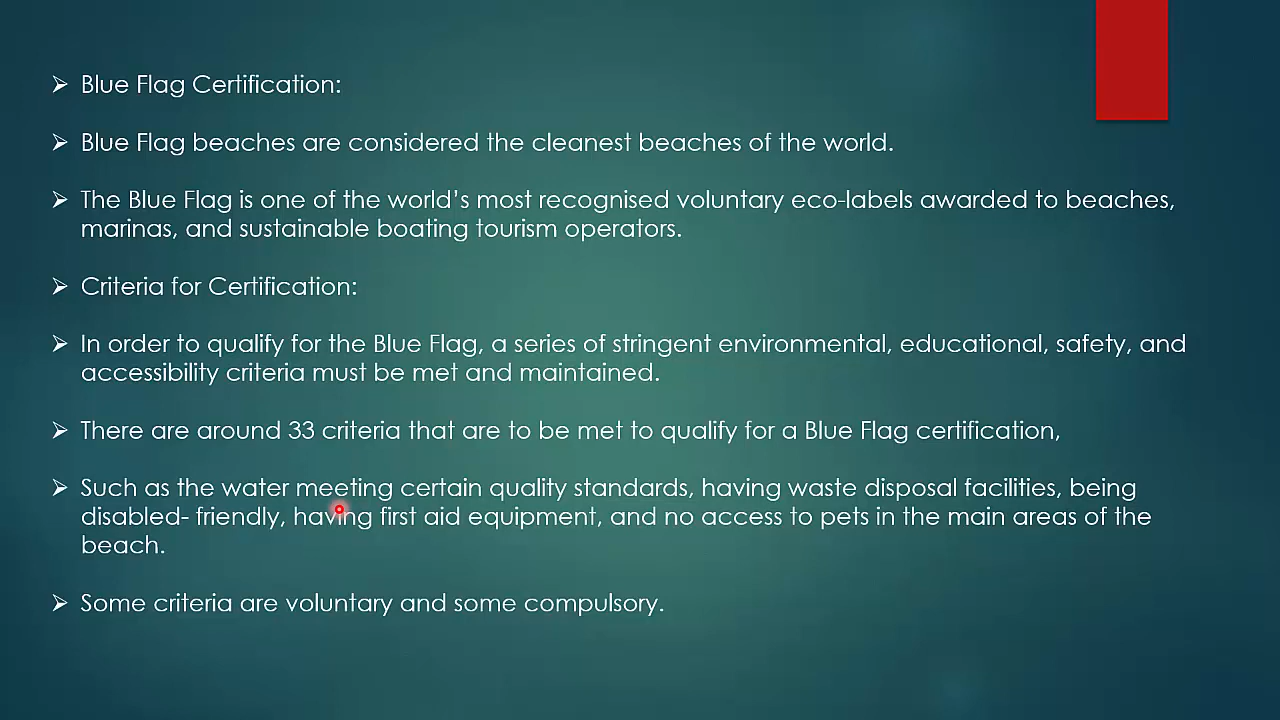 ➢ Blue Flag Certification:
➢ Blue Flag beaches are considered the cleanest beaches of the world.
➢ The Blue Flag is one of the world’s most recognised voluntary eco-labels awarded to beaches,
marinas, and sustainable boating tourism operators.
➢ Criteria for Certification:
➢ In order to qualify for the Blue Flag, a series of stringent environmental, educational, safety, and
accessibility criteria must be met and maintained.
➢ There are around 33 criteria that are to be met to qualify for a Blue Flag certification,
➢ Such as the water meeting certain quality standards, having waste disposal facilities, being
disabled- friendly, having first aid equipment, and no access to pets in the main areas of the
beach.
➢ Some criteria are voluntary and some compulsory.